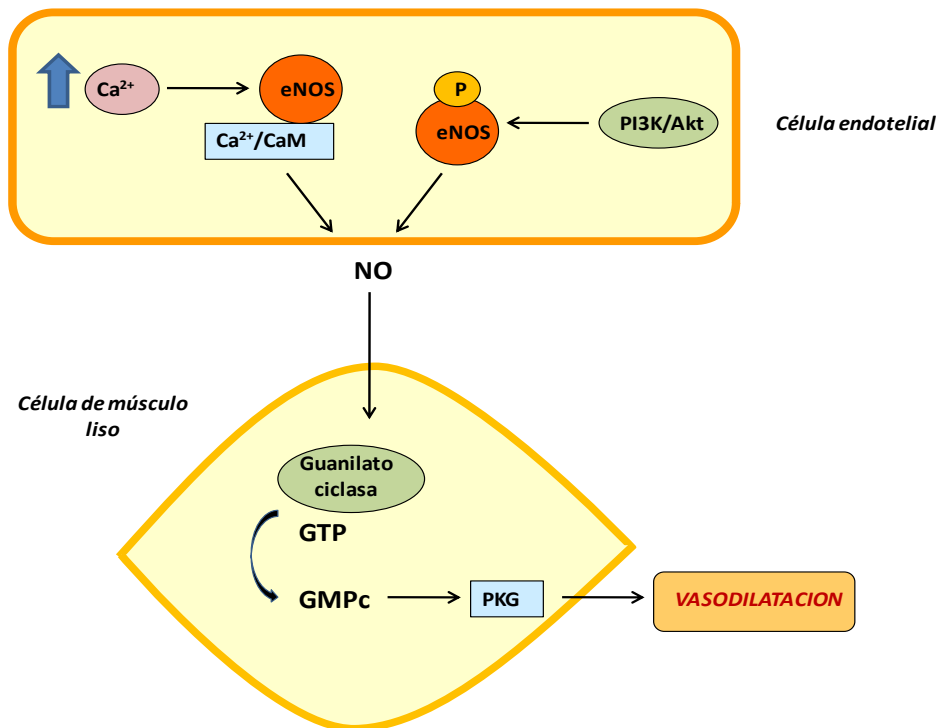 Ca²⁺
eNOS
Ca²⁺/CaM
P
eNOS
PI3K/Akt
Célula endotelial
NO
Célula de músculo
liso
Guanilato
ciclasa
GTP
GMPc
PKG
VASODILATACION